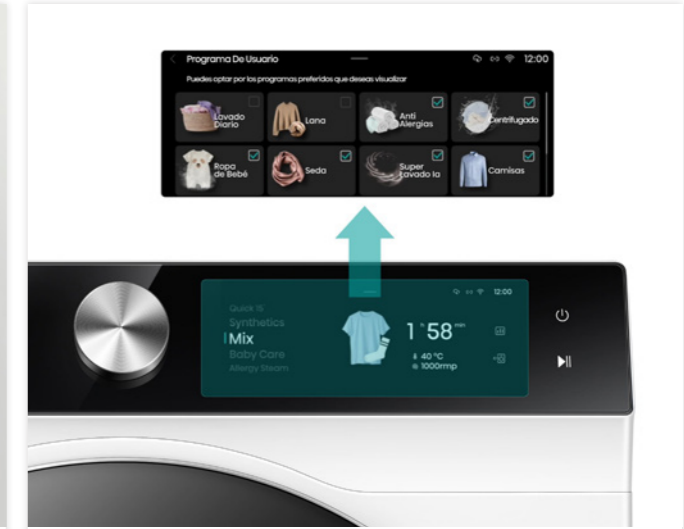 Programa De Usuario
12:00
Puedes optar por los programas preferidos que deseas visualizar
Lavado
Diario
Lana
Anti
Alergias
Centrifugado
Ropa
de Bebé
Seda
Super
Lavado la
Camisas
12:00
Quick 15
Synthetics
Mix
Baby Care
Allergy Steam
1 h 58 min
40 °C
1000rmp